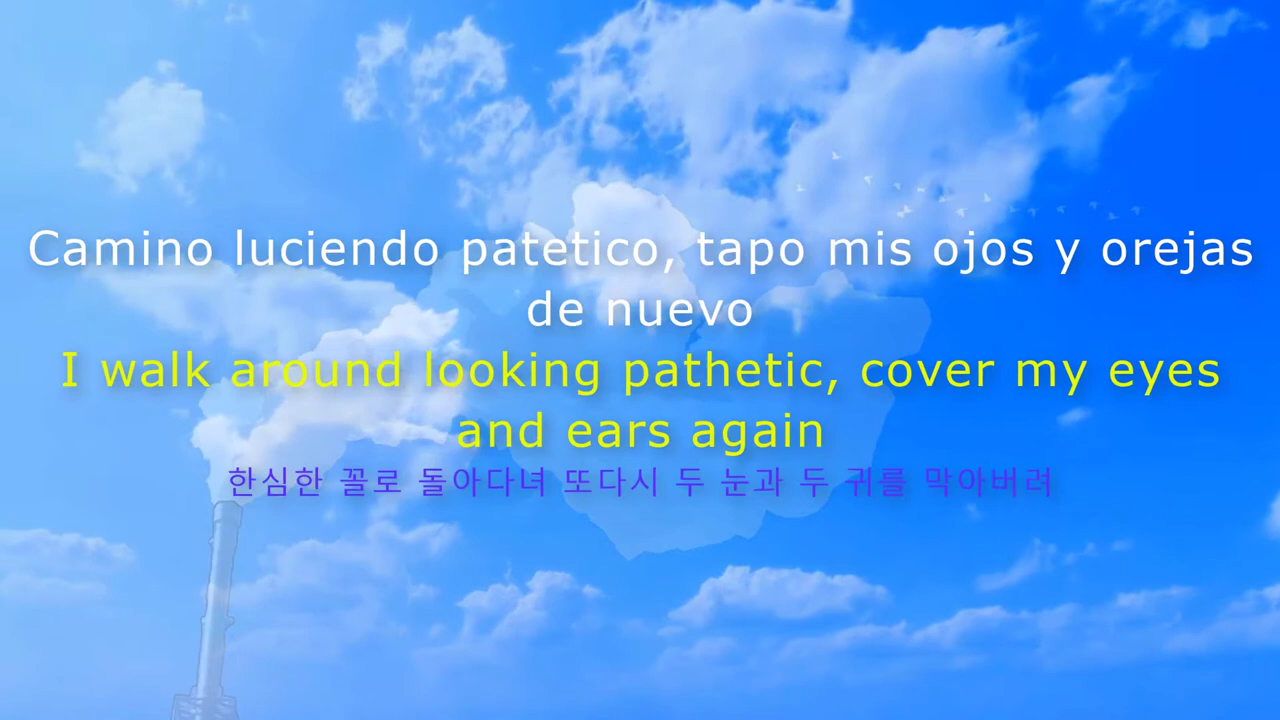 Camino luciendo patetico, tapo mis ojos y orejas
de nuevo
I walk around looking pathetic, cover my eyes
and ears again
한심한 꼴로 돌아다녀 또다시 두 눈과 두 귀를 막아버려